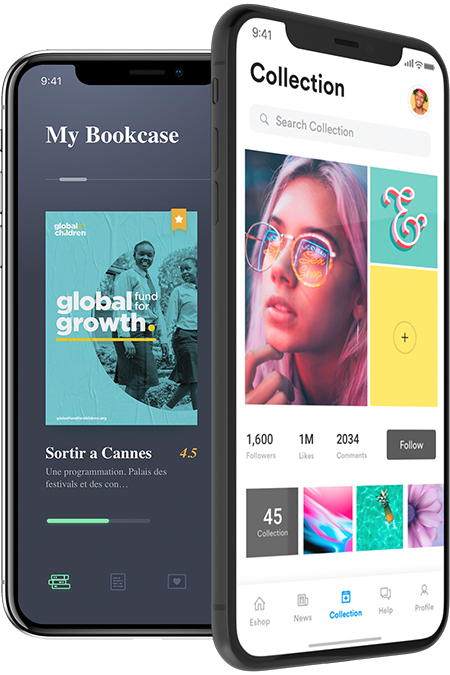 9:41
My Bookcase
global for
children
global fund
for
growth.
globalfundforchildren.org
Sortir a Cannes 4.5
Une programmation. Palais des
festivals et des con...
9:41
Collection
Search Collection
&
+
1,600 1M 2034 Follow
Followers Likes Comments
45
Collection
Eshop News Collection Help Profile